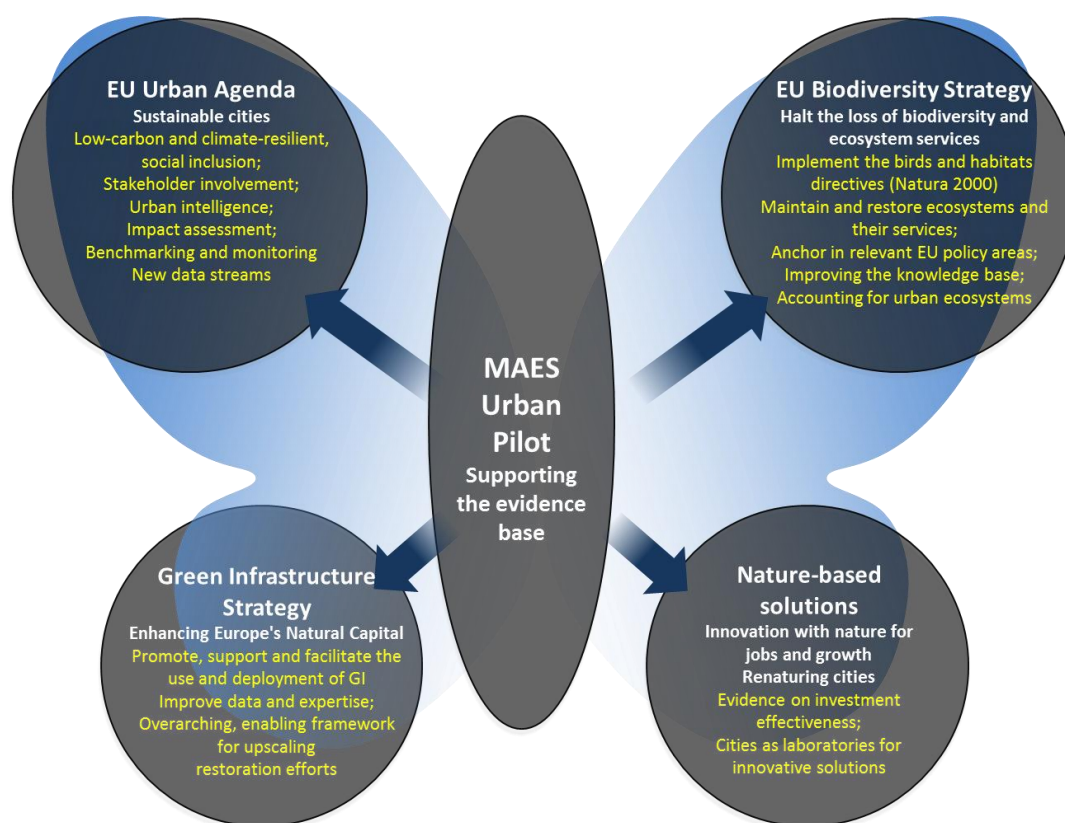 EU Urban Agenda
Sustainable cities
Low-carbon and climate-resilient,
social inclusion;
Stakeholder involvement;
Urban intelligence;
Impact assessment;
Benchmarking and monitoring
New data streams
EU Biodiversity Strategy
Halt the loss of biodiversity and
ecosystem services
Implement the birds and habitats
directives (Natura 2000)
Maintain and restore ecosystems and
their services;
Anchor in relevant EU policy areas;
Improving the knowledge base;
Accounting for urban ecosystems
MAES
Urban
Pilot
Supporting
the evidence
base
Green Infrastructure
Strategy
Enhancing Europe's Natural Capital
Promote, support and facilitate the
use and deployment of GI
Improve data and expertise;
Overarching, enabling framework
for upscaling
restoration efforts
Nature-based
solutions
Innovation with nature for
jobs and growth
Renaturing cities
Evidence on investment
effectiveness;
Cities as laboratories for
innovative solutions